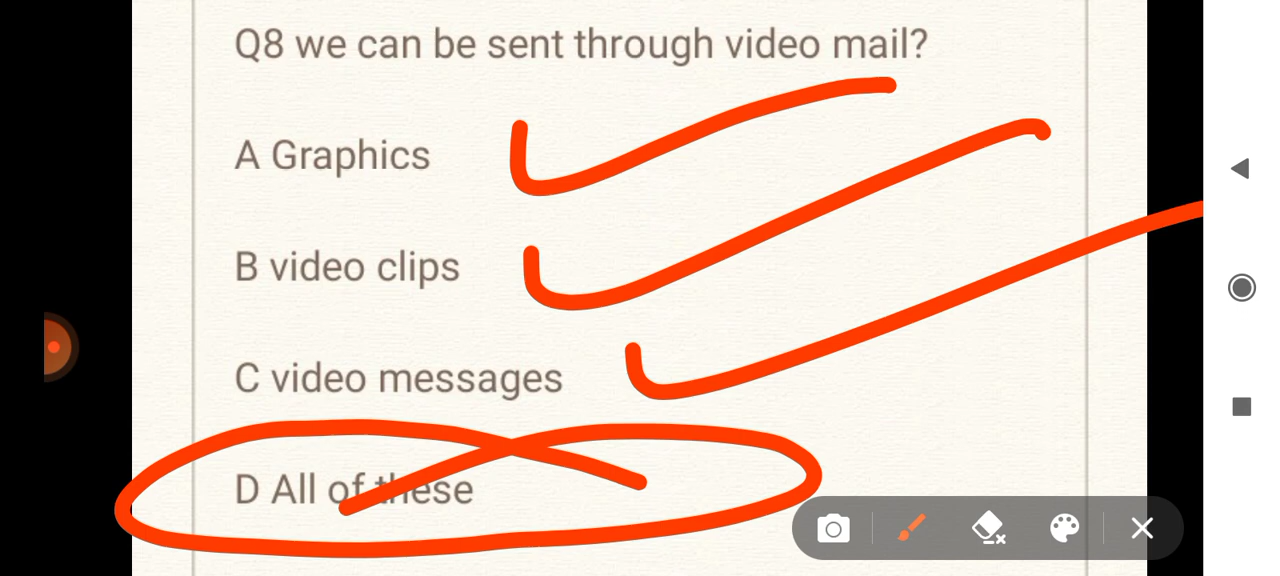 Q8 we can be sent through video mail?
A Graphics
B video clips
C video messages
D All of these